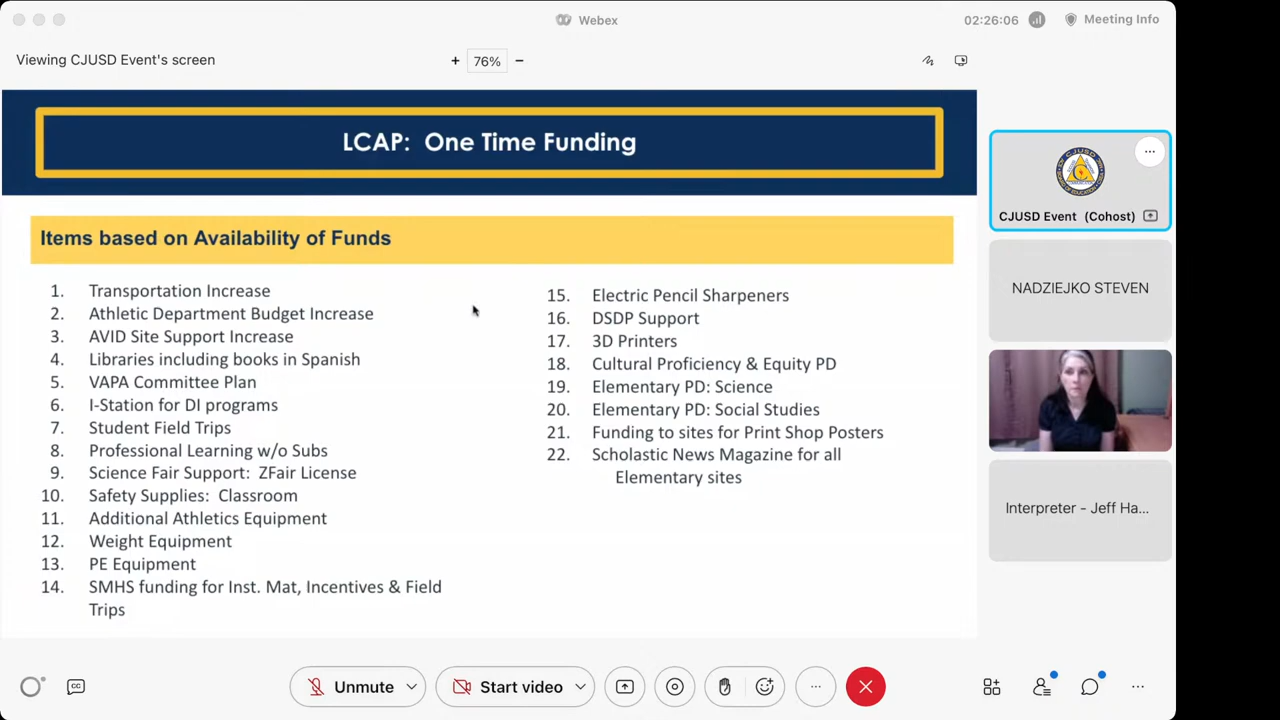 Webex
02:26:06
Meeting Info
Viewing CJUSD Event's screen
+ 76% −
LCAP: One Time Funding
Items based on Availability of Funds
1. Transportation Increase
2. Athletic Department Budget Increase
3. AVID Site Support Increase
4. Libraries including books in Spanish
5. VAPA Committee Plan
6. I-Station for DI programs
7. Student Field Trips
8. Professional Learning w/o Subs
9. Science Fair Support: ZFair License
10. Safety Supplies: Classroom
11. Additional Athletics Equipment
12. Weight Equipment
13. PE Equipment
14. SMHS funding for Inst. Mat, Incentives & Field
Trips
15. Electric Pencil Sharpeners
16. DSDP Support
17. 3D Printers
18. Cultural Proficiency & Equity PD
19. Elementary PD: Science
20. Elementary PD: Social Studies
21. Funding to sites for Print Shop Posters
22. Scholastic News Magazine for all
Elementary sites
CJUSD Event (Cohost)
NADZIEJKO STEVEN
Interpreter - Jeff Ha...
CC
Unmute
Start video